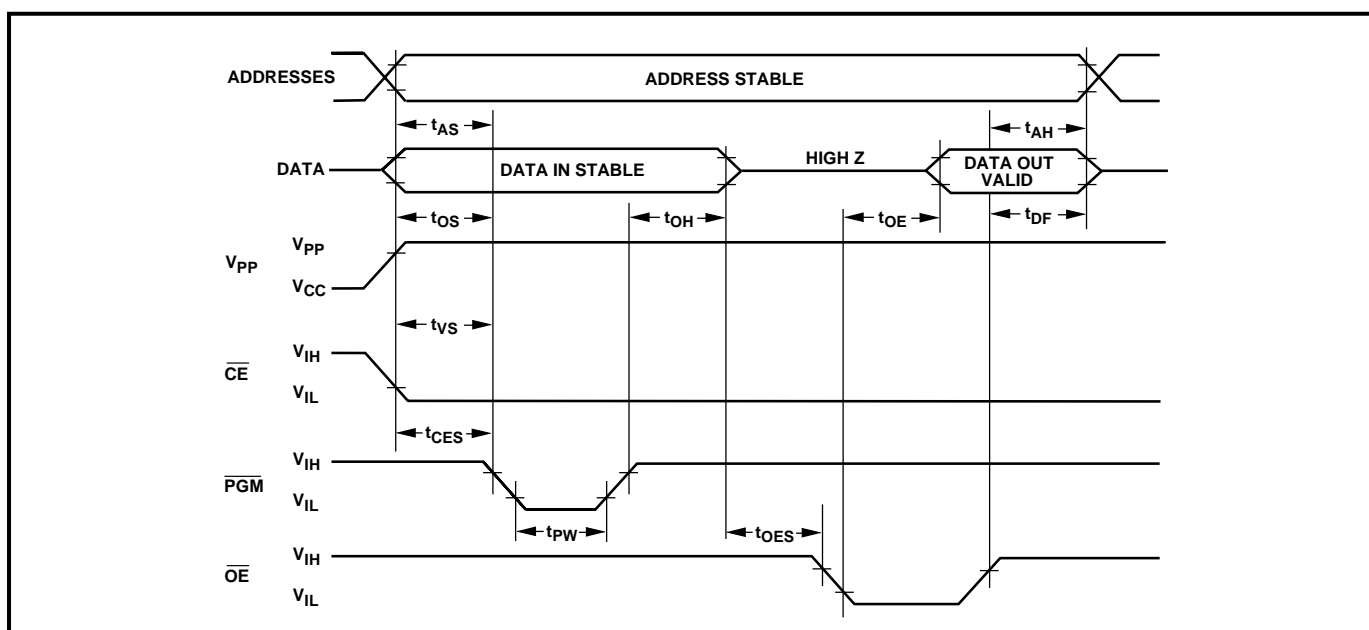 ADDRESSES
ADDRESS STABLE
tAS
tAH
DATA
DATA IN STABLE
HIGH Z
DATA OUT
VALID
tOS
tOH
tOE
tDF
VPP
VPP
VCC
tVS
CE
VIH
VIL
tCES
PGM
VIH
VIL
tPW
tOES
OE
VIH
VIL